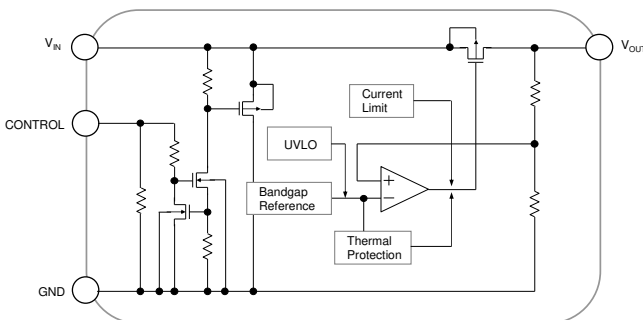 VIN
VOUT
Current
Limit
CONTROL
UVLO
+
Bandgap
Reference
−
Thermal
Protection
GND